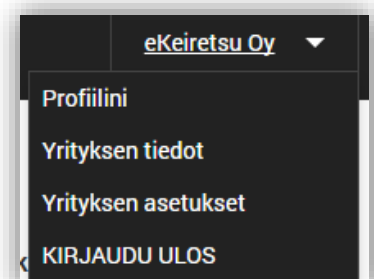 eKeiretsu Oy
Profiilini
Yrityksen tiedot
Yrityksen asetukset
KIRJAUDU ULOS